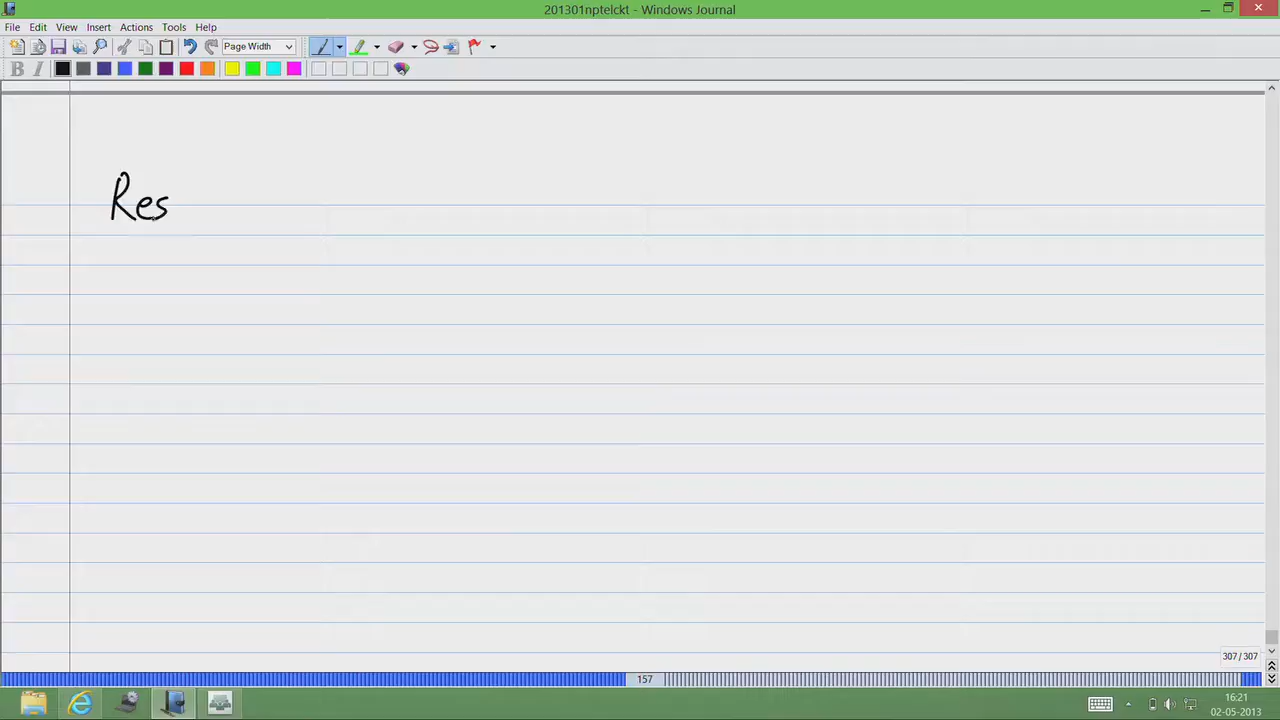 201301nptelckt - Windows Journal
File Edit View Insert Actions Tools Help
Page Width
B I
Res
307 / 307
157
16:21
02-05-2013